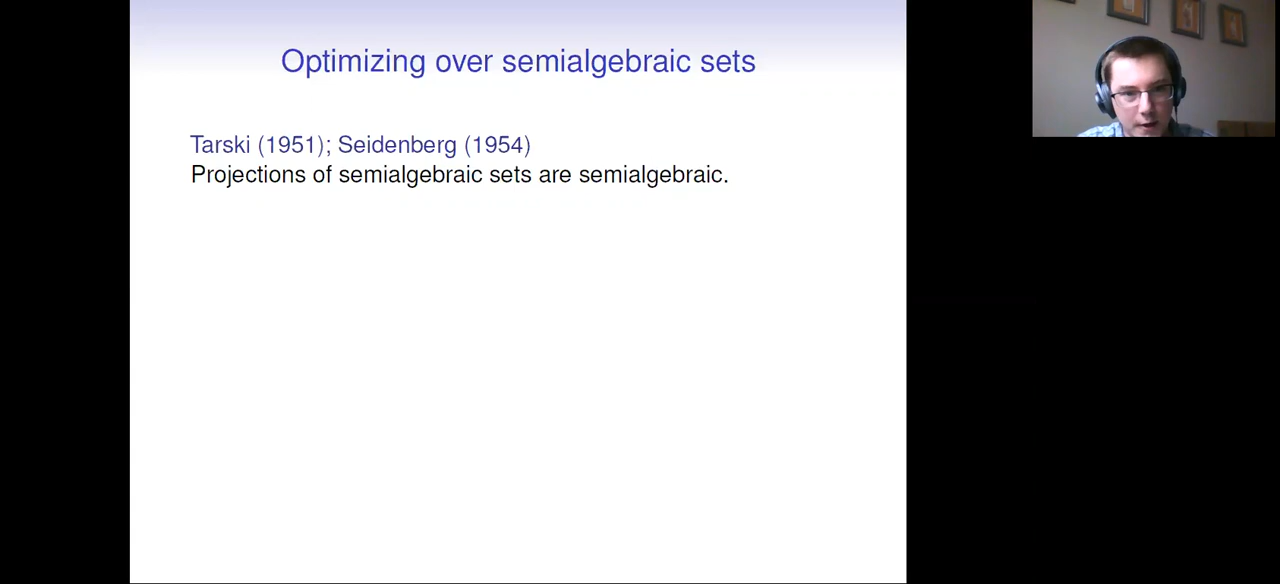 Optimizing over semialgebraic sets
Tarski (1951); Seidenberg (1954)
Projections of semialgebraic sets are semialgebraic.